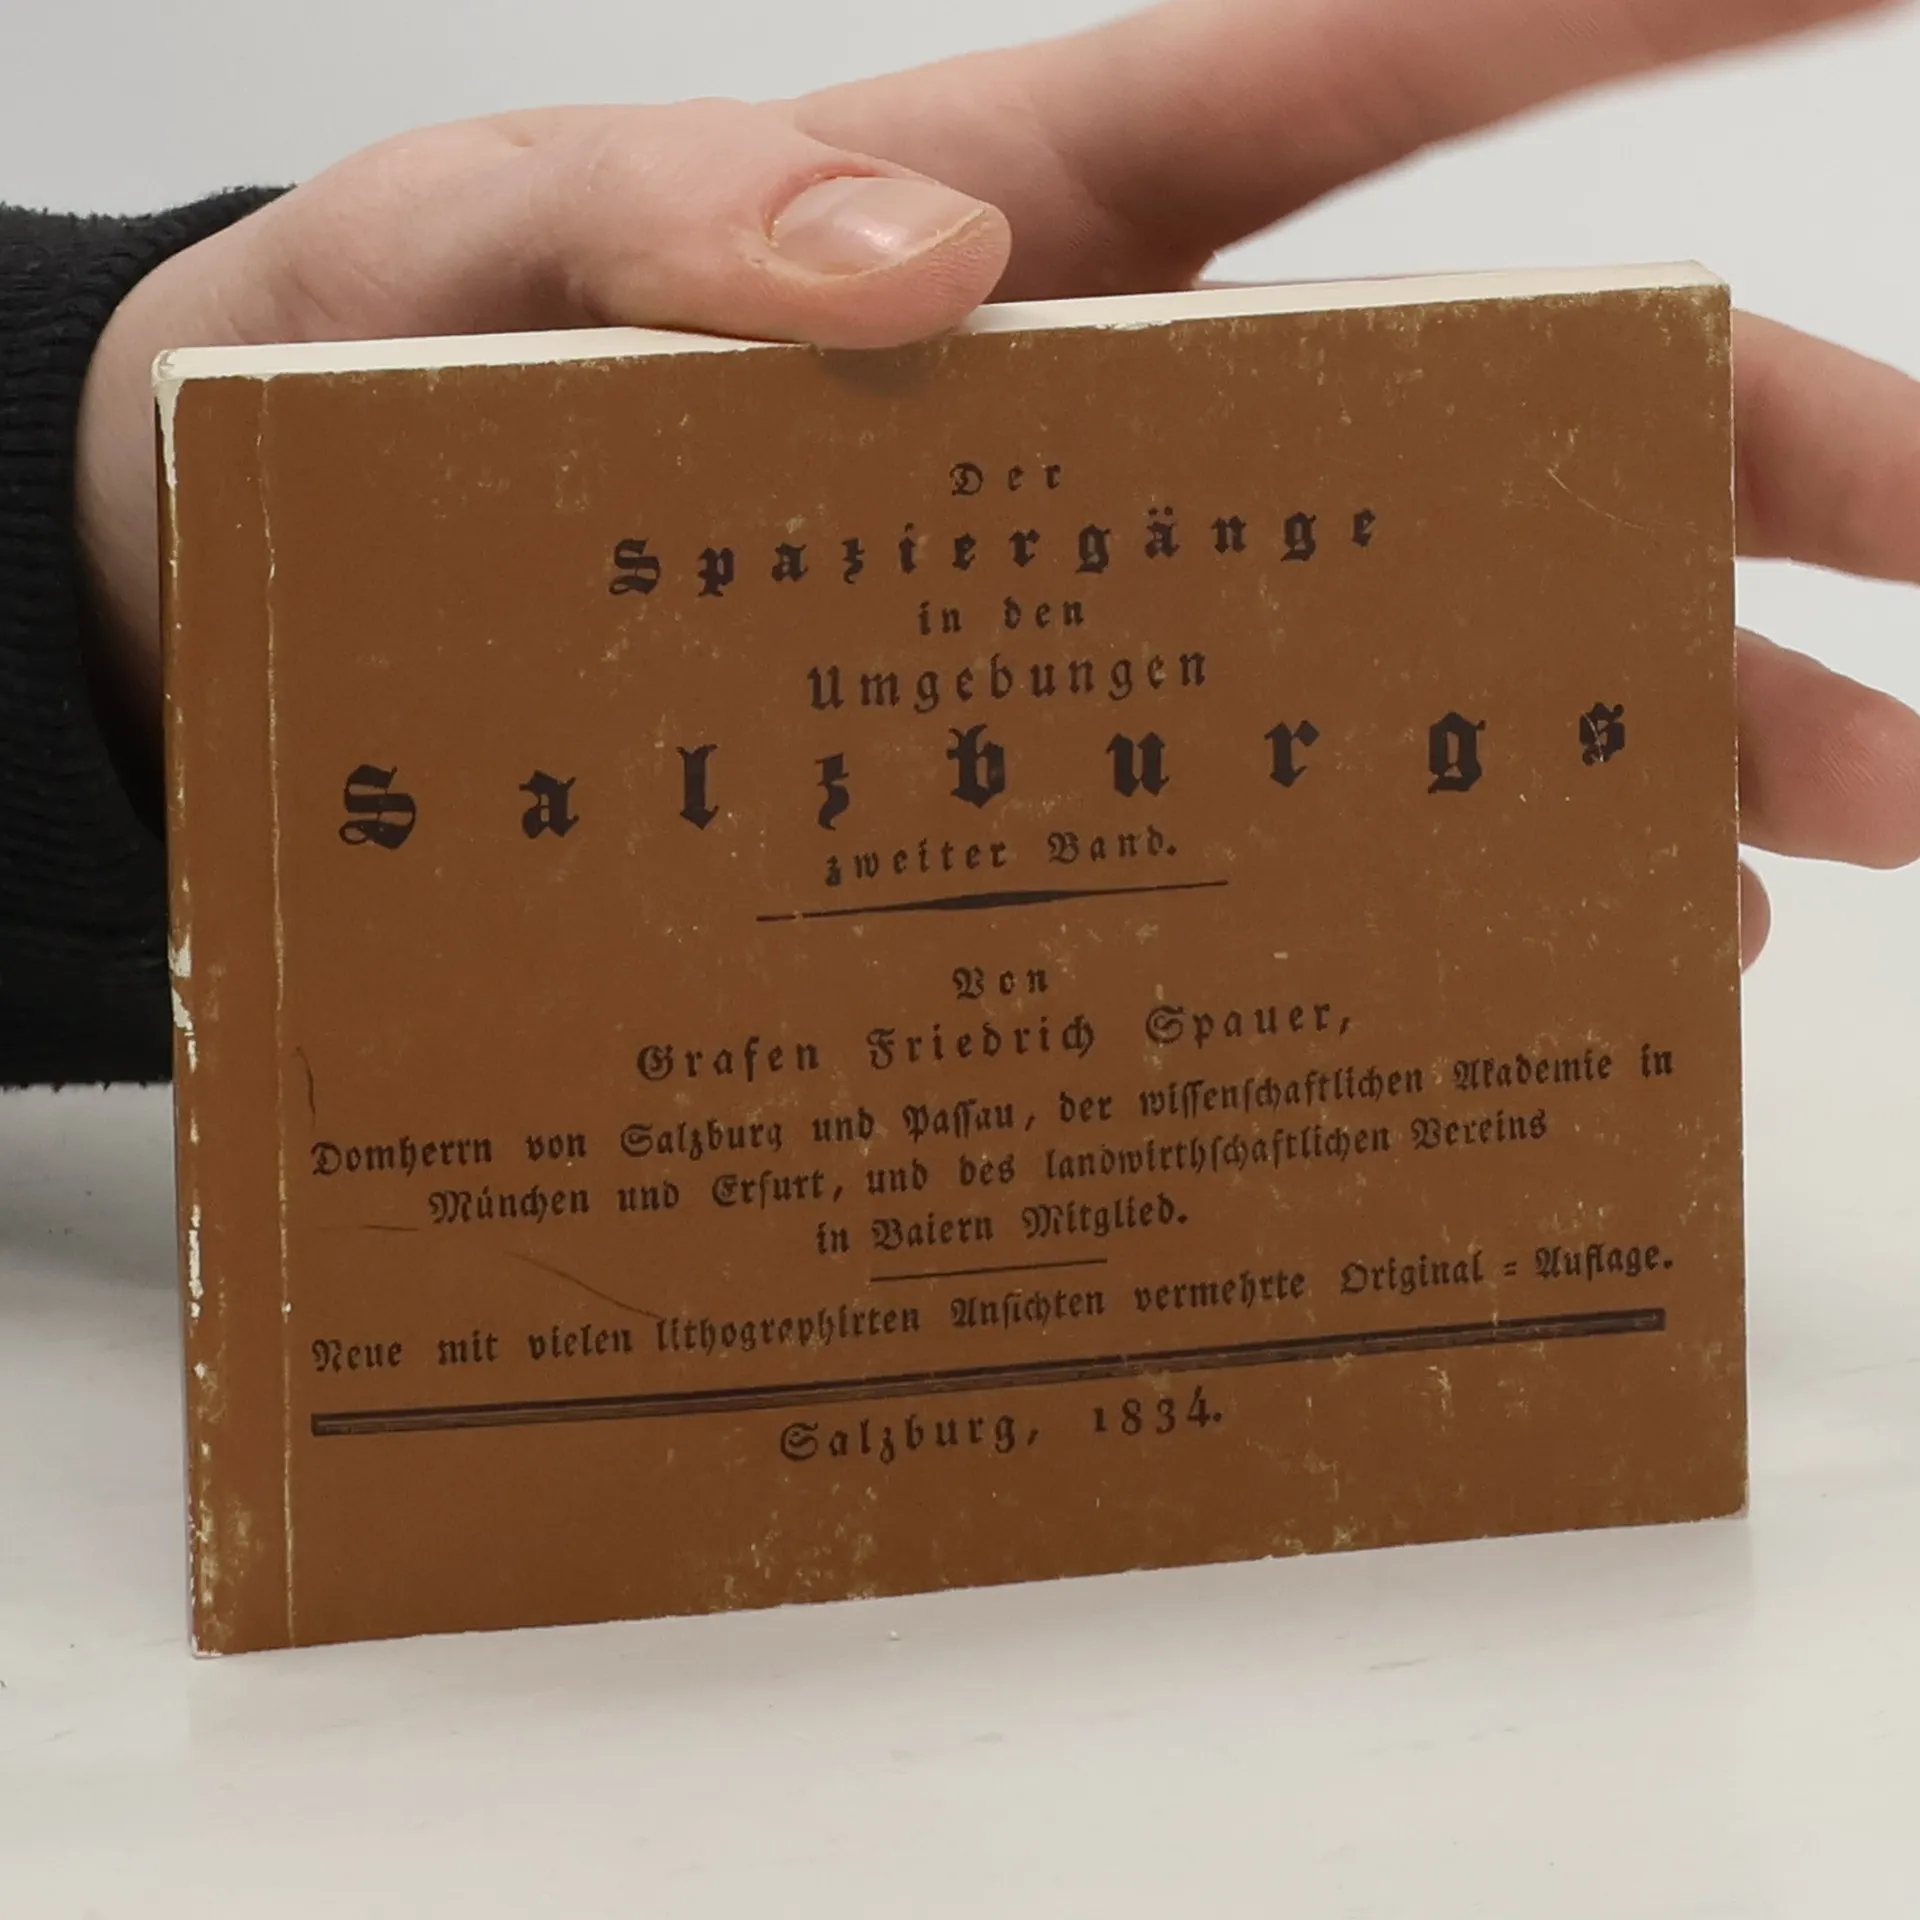 Der
Spaziergänge
in den
Umgebungen
Salzburgs
zweiter Band.
Von
Grafen Friedrich Spauer,
Domherrn von Salzburg und Passau, der wissenschaftlichen Akademie in
München und Erfurt, und des landwirthschaftlichen Vereins
in Baiern Mitglied.
Neue mit vielen lithographirten Ansichten vermehrte Original = Auflage.
Salzburg, 1834.